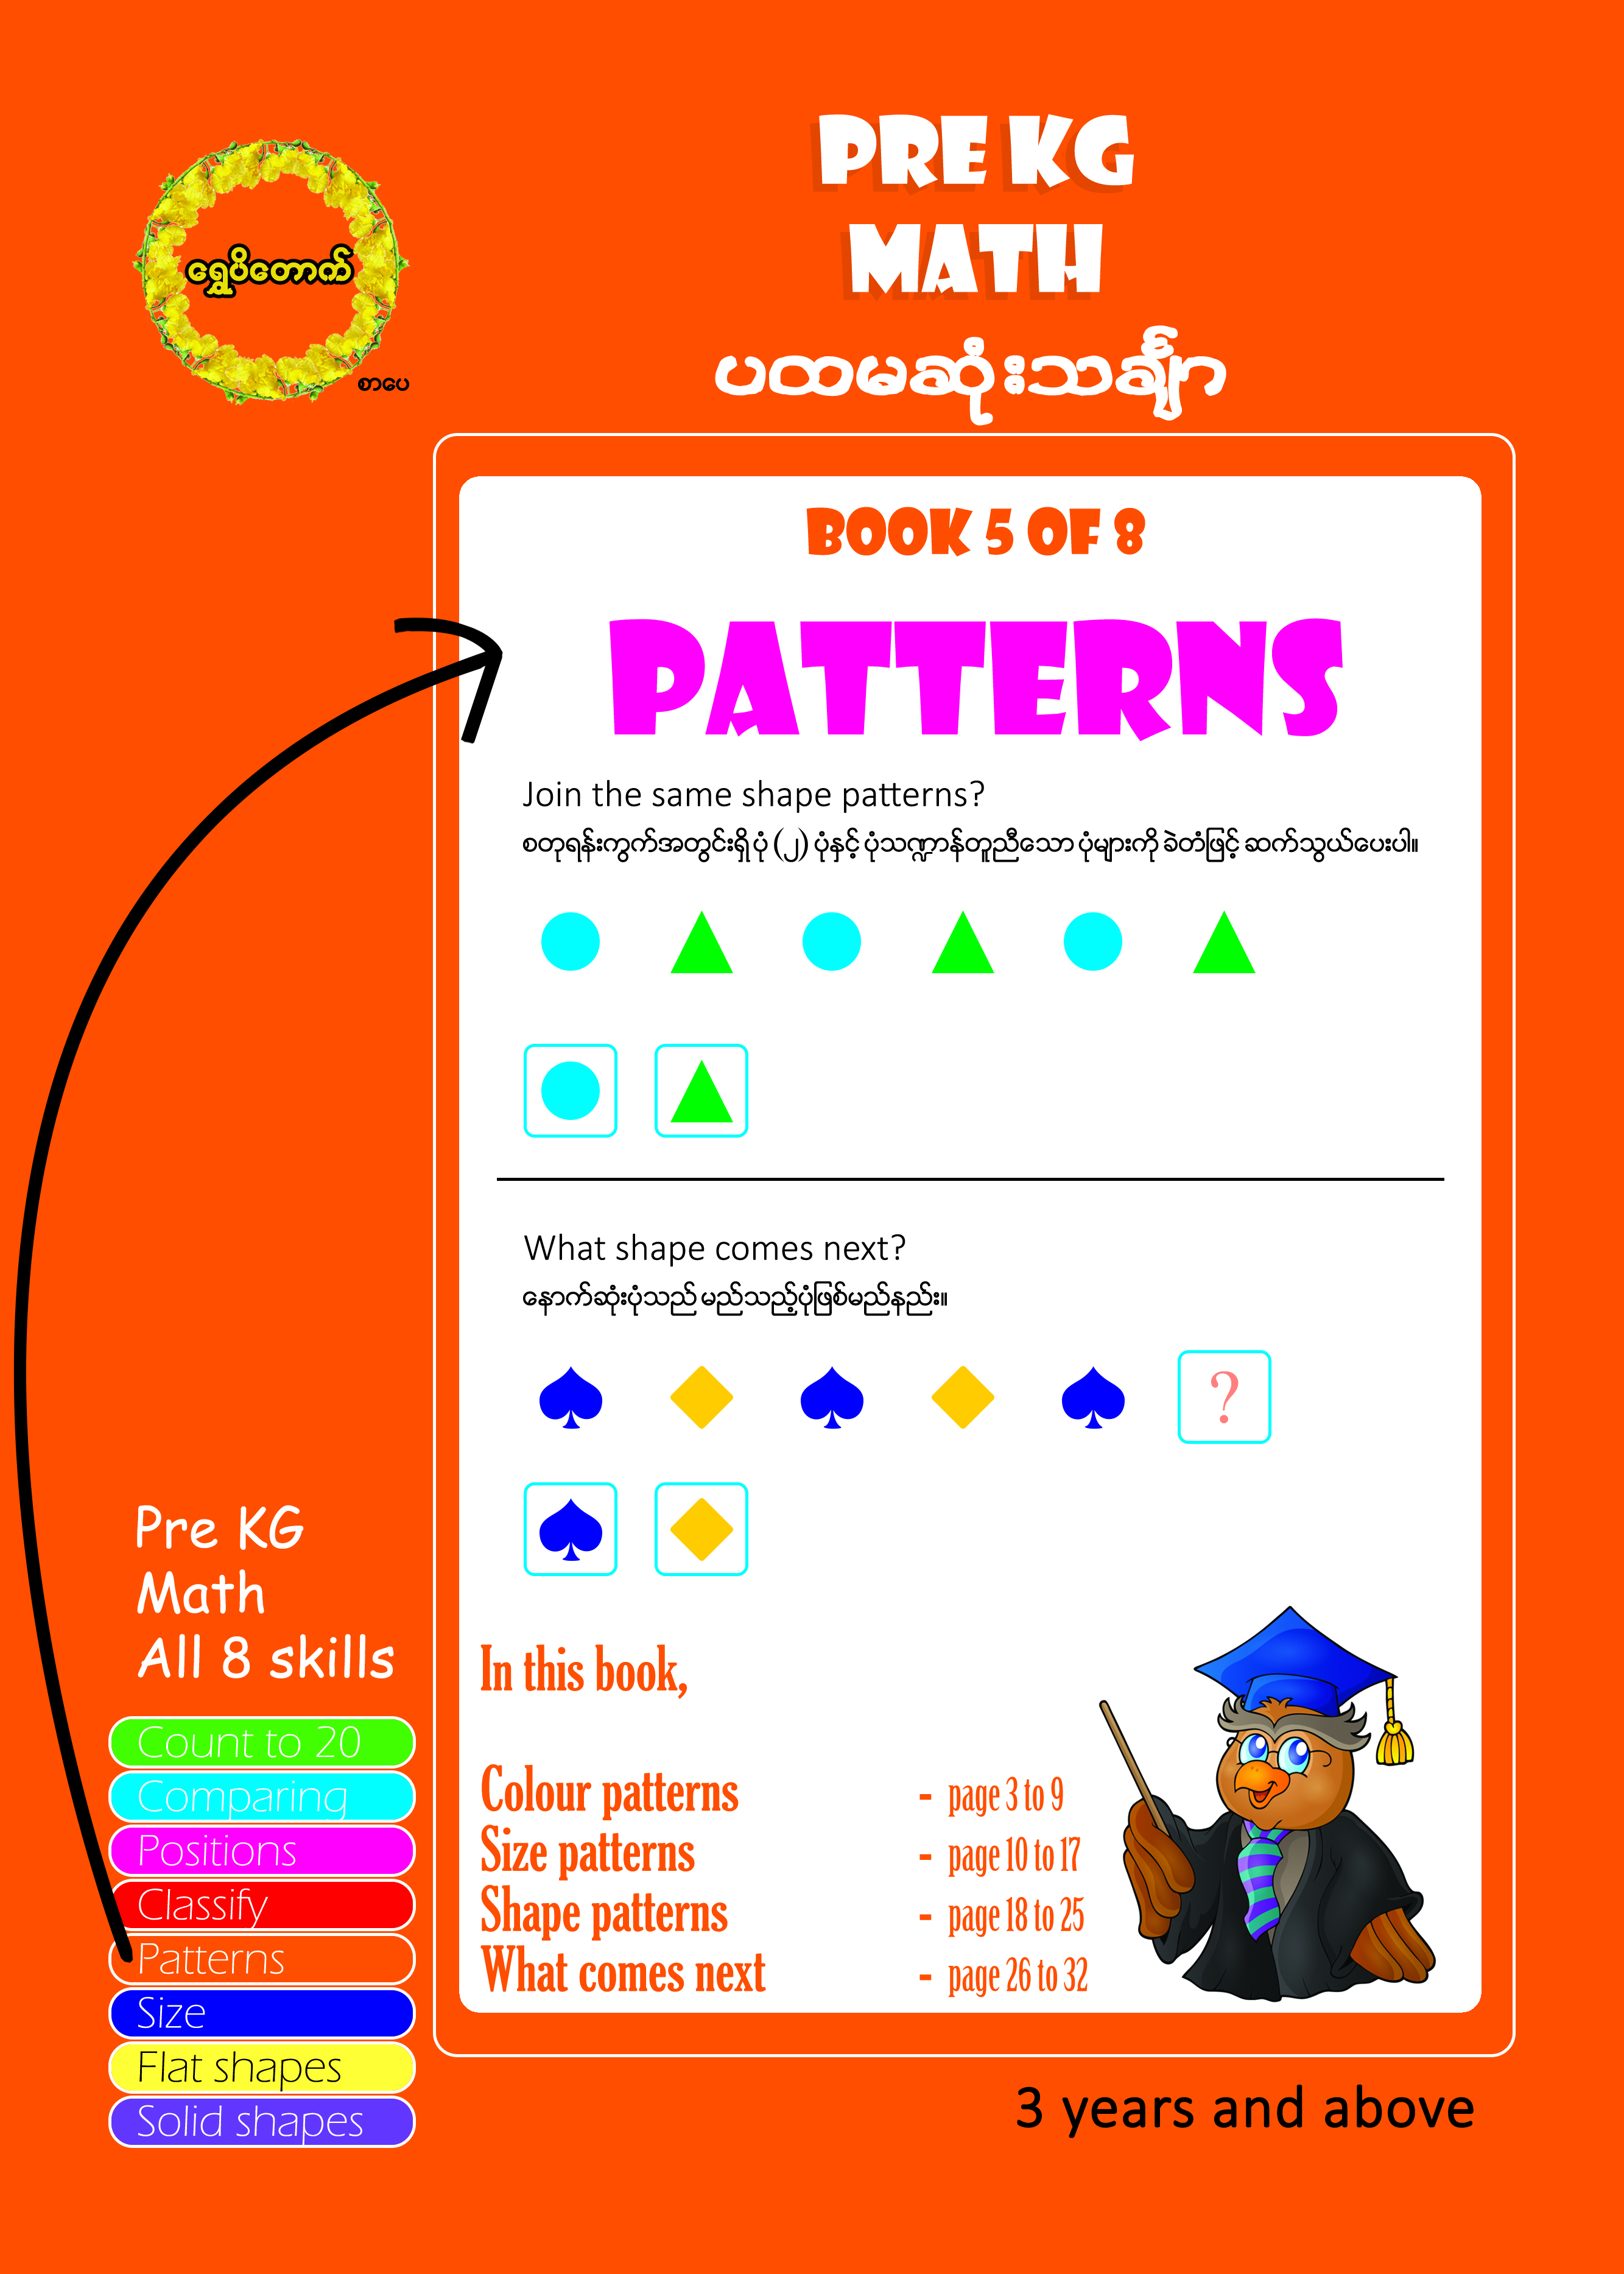 PRE KG
MATH
ပထမဆုံးသင်္ချာ
ရွှေပိတောက်
စာပေ
BOOK 5 OF 8
PATTERNS
Join the same shape patterns?
စတုရန်းကွက်အတွင်းရှိ ပုံ (၂) ပုံနှင့် ပုံသဏ္ဍာန်တူညီသော ပုံများကို ခဲတံဖြင့် ဆက်သွယ်ပေးပါ။
What shape comes next?
နောက်ဆုံးပုံသည် မည်သည့်ပုံဖြစ်မည်နည်း။
?
Pre KG
Math
All 8 skills
Count to 20
Comparing
Positions
Classify
Patterns
Size
Flat shapes
Solid shapes
In this book,
Colour patterns - page 3 to 9
Size patterns - page 10 to 17
Shape patterns - page 18 to 25
What comes next - page 26 to 32
3 years and above